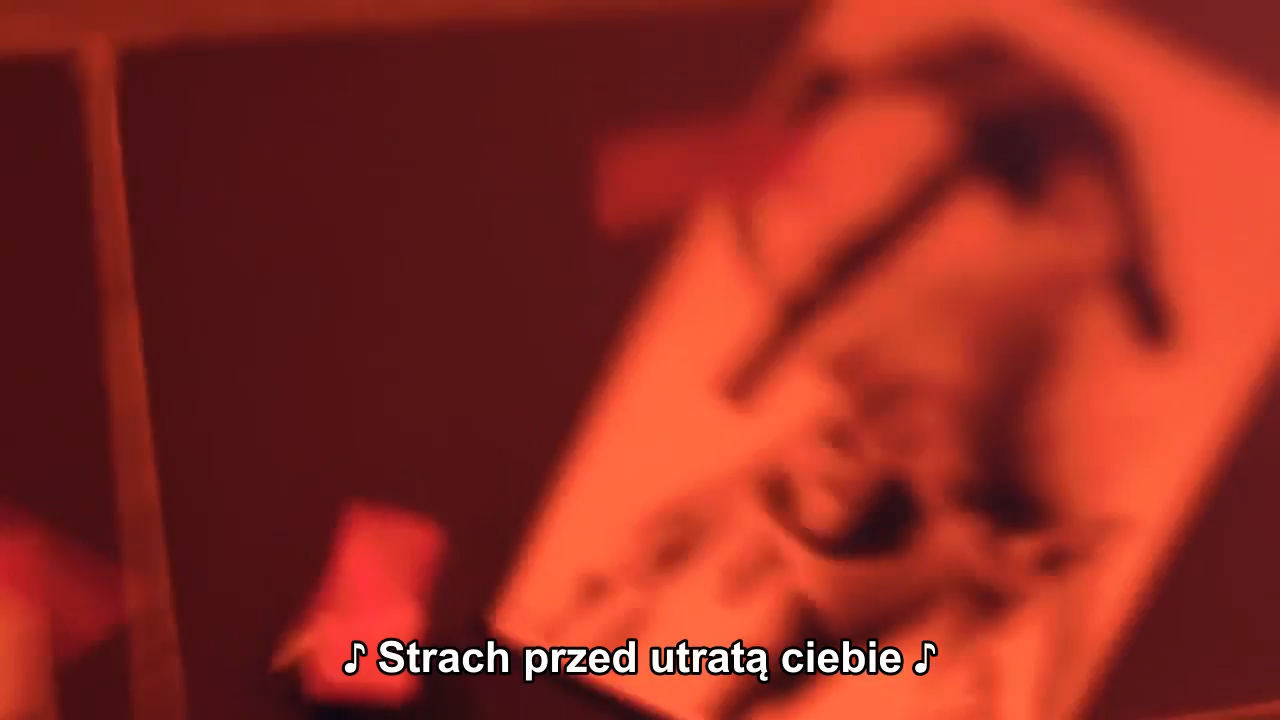 ♪ Strach przed utratą ciebie ♪